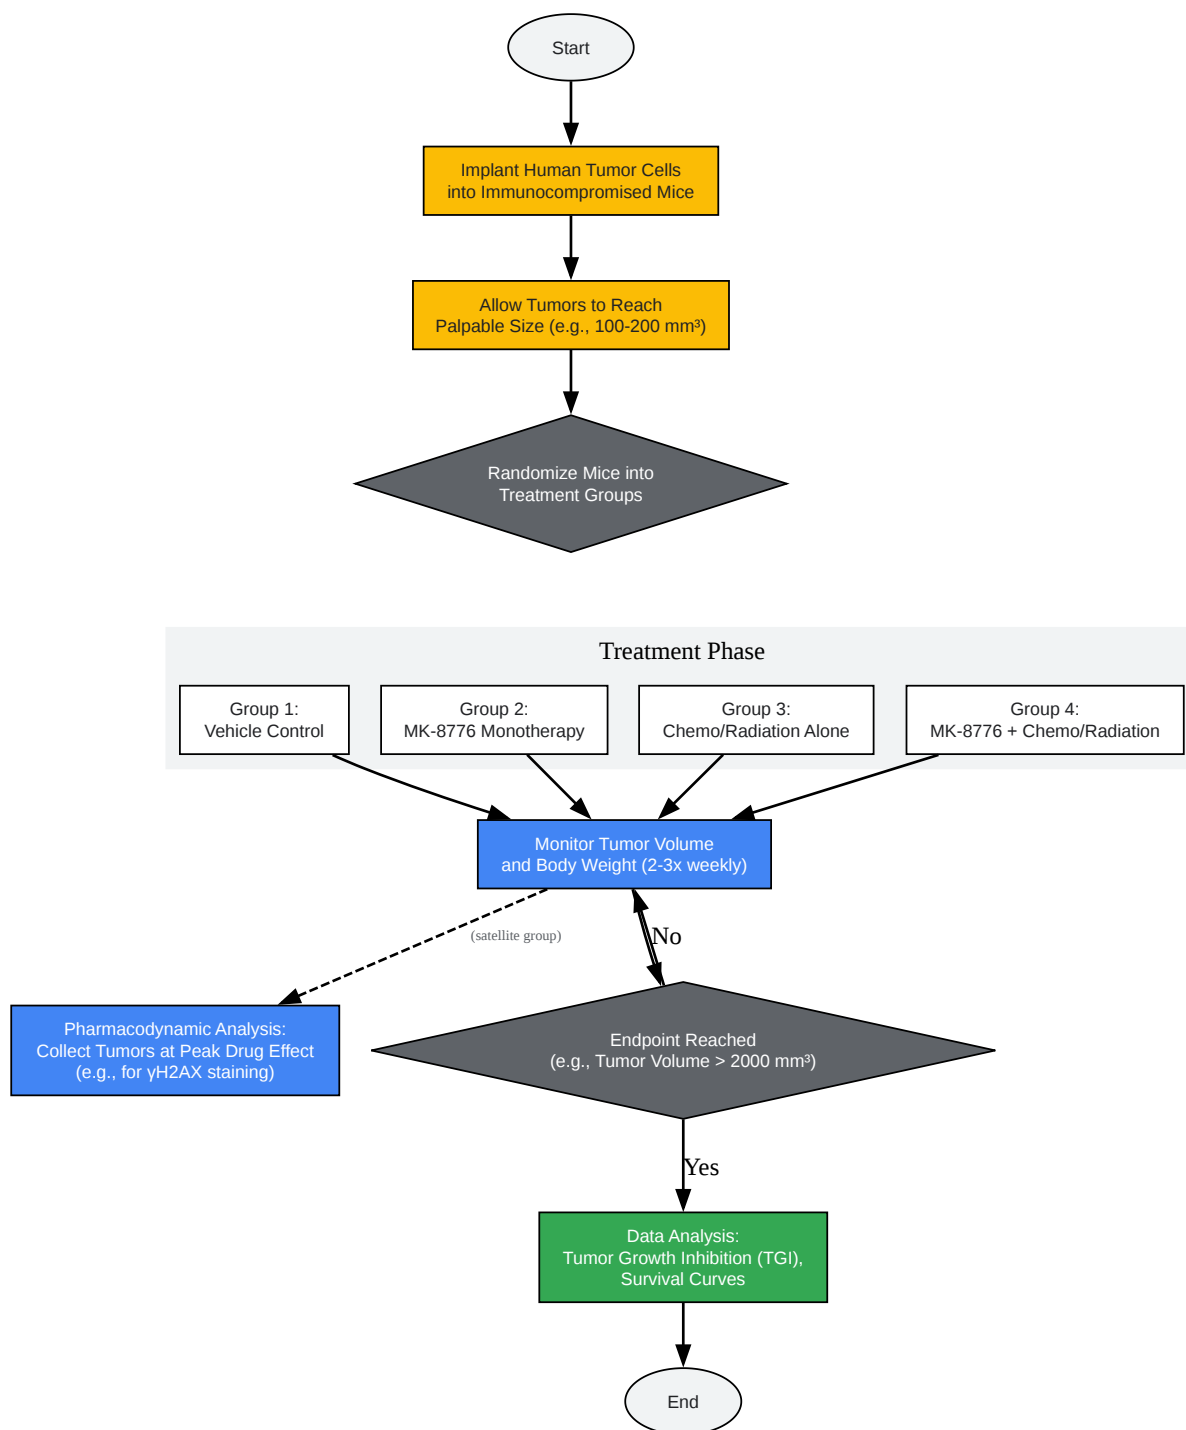 Start
Implant Human Tumor Cells
into Immunocompromised Mice
Allow Tumors to Reach
Palpable Size (e.g., 100-200 mm³)
Randomize Mice into
Treatment Groups
Treatment Phase
Group 1:
Vehicle Control
Group 2:
MK-8776 Monotherapy
Group 3:
Chemo/Radiation Alone
Group 4:
MK-8776 + Chemo/Radiation
Monitor Tumor Volume
and Body Weight (2-3x weekly)
(satellite group)
No
Pharmacodynamic Analysis:
Collect Tumors at Peak Drug Effect
(e.g., for γH2AX staining)
Endpoint Reached
(e.g., Tumor Volume > 2000 mm³)
Yes
Data Analysis:
Tumor Growth Inhibition (TGI),
Survival Curves
End